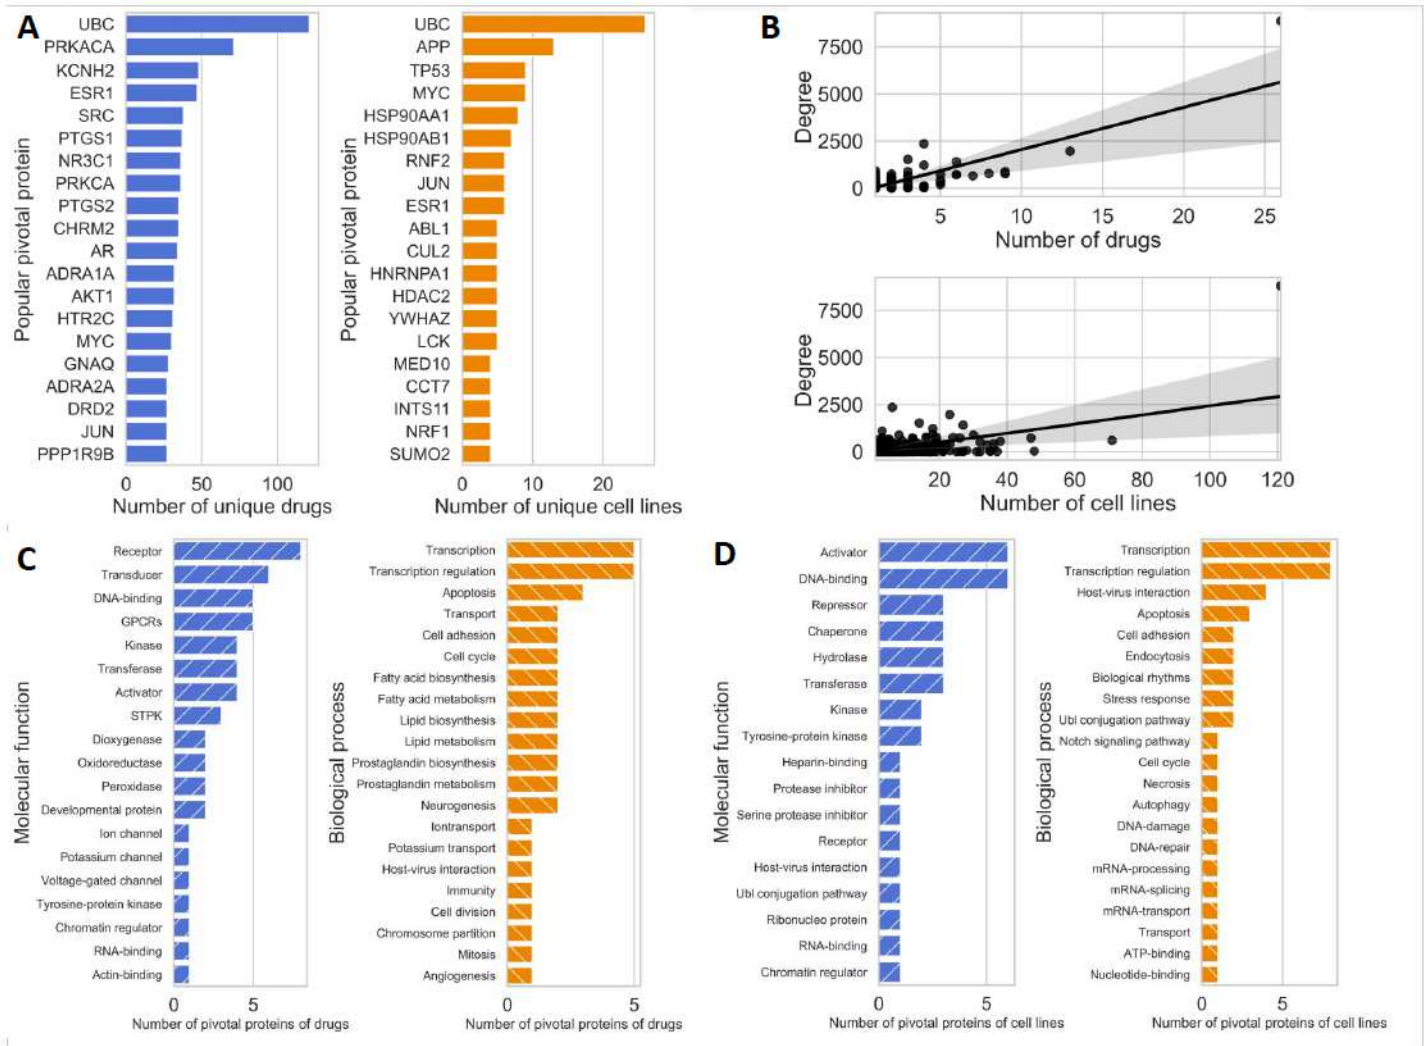 A
UBC
PRKACA
KCNH2
ESR1
SRC
PTGS1
NR3C1
PRKCA
PTGS2
CHRM2
AR
ADRA1A
AKT1
HTR2C
MYC
GNAQ
ADRA2A
DRD2
JUN
PPP1R9B
Popular pivotal protein
0 50 100
Number of unique drugs
UBC
APP
TP53
MYC
HSP90AA1
HSP90AB1
RNF2
JUN
ESR1
ABL1
CUL2
HNRNPA1
HDAC2
YWHAZ
LCK
MED10
CCT7
INTS11
NRF1
SUMO2
Popular pivotal protein
0 10 20
Number of unique cell lines
B
7500
5000
2500
0
Degree
5 10 15 20 25
Number of drugs
7500
5000
2500
0
Degree
20 40 60 80 100 120
Number of cell lines
C
Receptor
Transducer
DNA-binding
GPCRs
Kinase
Transferase
Activator
STPK
Dioxygenase
Oxidoreductase
Peroxidase
Developmental protein
Ion channel
Potassium channel
Voltage-gated channel
Tyrosine-protein kinase
Chromatin regulator
RNA-binding
Actin-binding
Molecular function
0 5
Number of pivotal proteins of drugs
Transcription
Transcription regulation
Apoptosis
Transport
Cell adhesion
Cell cycle
Fatty acid biosynthesis
Fatty acid metabolism
Lipid biosynthesis
Lipid metabolism
Prostaglandin biosynthesis
Prostaglandin metabolism
Neurogenesis
Iontransport
Potassium transport
Host-virus interaction
Immunity
Cell division
Chromosome partition
Mitosis
Angiogenesis
Biological process
0 5
Number of pivotal proteins of drugs
D
Activator
DNA-binding
Repressor
Chaperone
Hydrolase
Transferase
Kinase
Tyrosine-protein kinase
Heparin-binding
Protease inhibitor
Serine protease inhibitor
Receptor
Host-virus interaction
Ubl conjugation pathway
Ribonucleo protein
RNA-binding
Chromatin regulator
Molecular function
0 5
Number of pivotal proteins of cell lines
Transcription
Transcription regulation
Host-virus interaction
Apoptosis
Cell adhesion
Endocytosis
Biological rhythms
Stress response
Ubl conjugation pathway
Notch signaling pathway
Cell cycle
Necrosis
Autophagy
DNA-damage
DNA-repair
mRNA-processing
mRNA-splicing
mRNA-transport
Transport
ATP-binding
Nucleotide-binding
Biological process
0 5
Number of pivotal proteins of cell lines